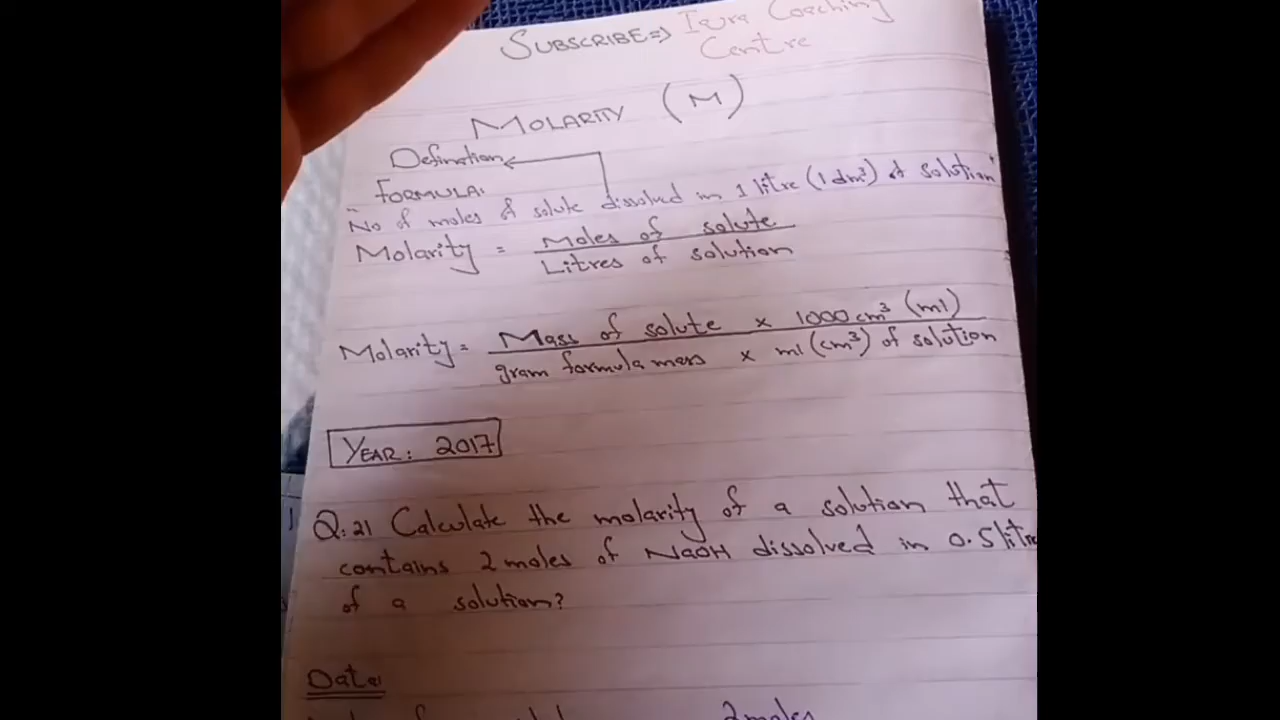 SUBSCRIBE => Iqra Coaching
Centre
MOLARITY (M)
Definition
FORMULA:
"No of moles of solute dissolved in 1 litre (1 dm³) of solution"
Molarity = Moles of solute
Litres of solution
Molarity = Mass of solute x 1000 cm³ (ml)
gram formula mass x ml (cm³) of solution
YEAR: 2017
Q:21 Calculate the molarity of a solution that
contains 2 moles of NaOH dissolved in 0.5 litre
of a solution?
Data:
2 moles